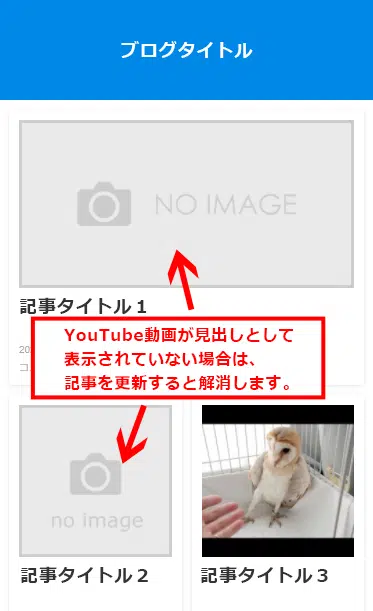 ブログタイトル
NO IMAGE
記事タイトル１
20
コ
YouTube動画が見出しとして
表示されていない場合は、
記事を更新すると解消します。
no image
記事タイトル２
記事タイトル３